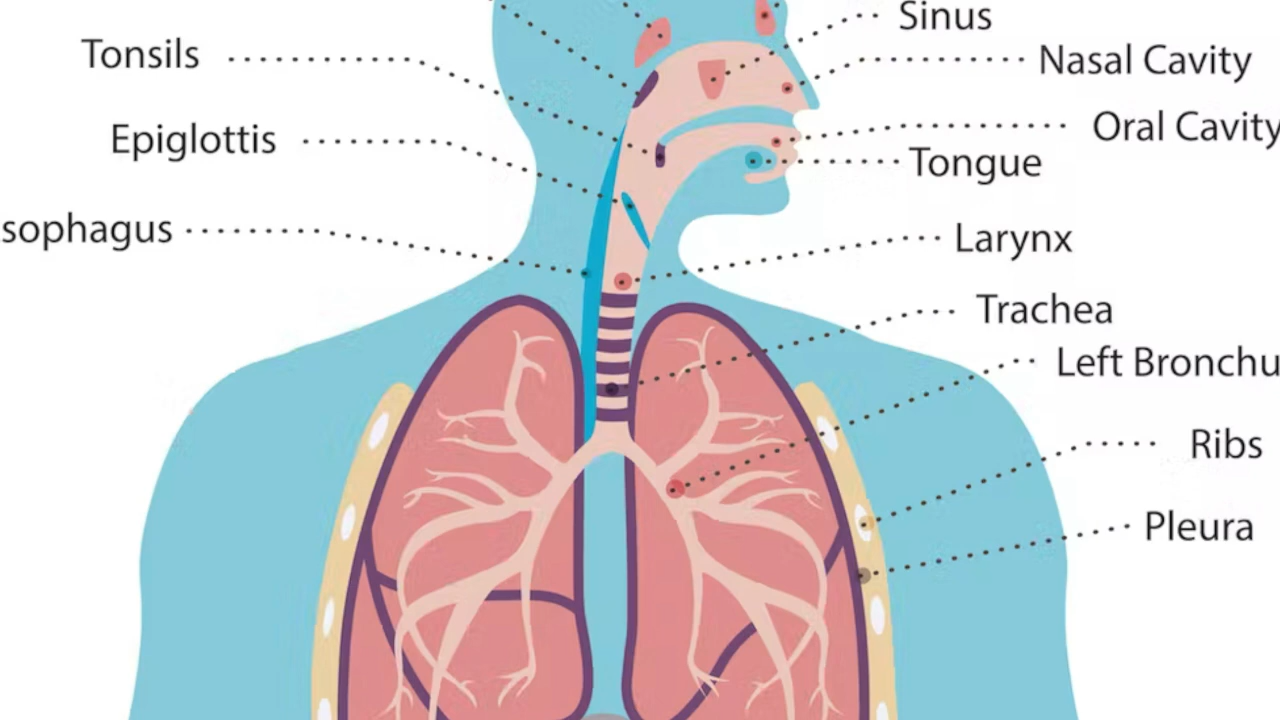 Sinus
Tonsils
Nasal Cavity
Oral Cavity
Epiglottis
Tongue
sophagus
Larynx
Trachea
Left Bronchu
Ribs
Pleura